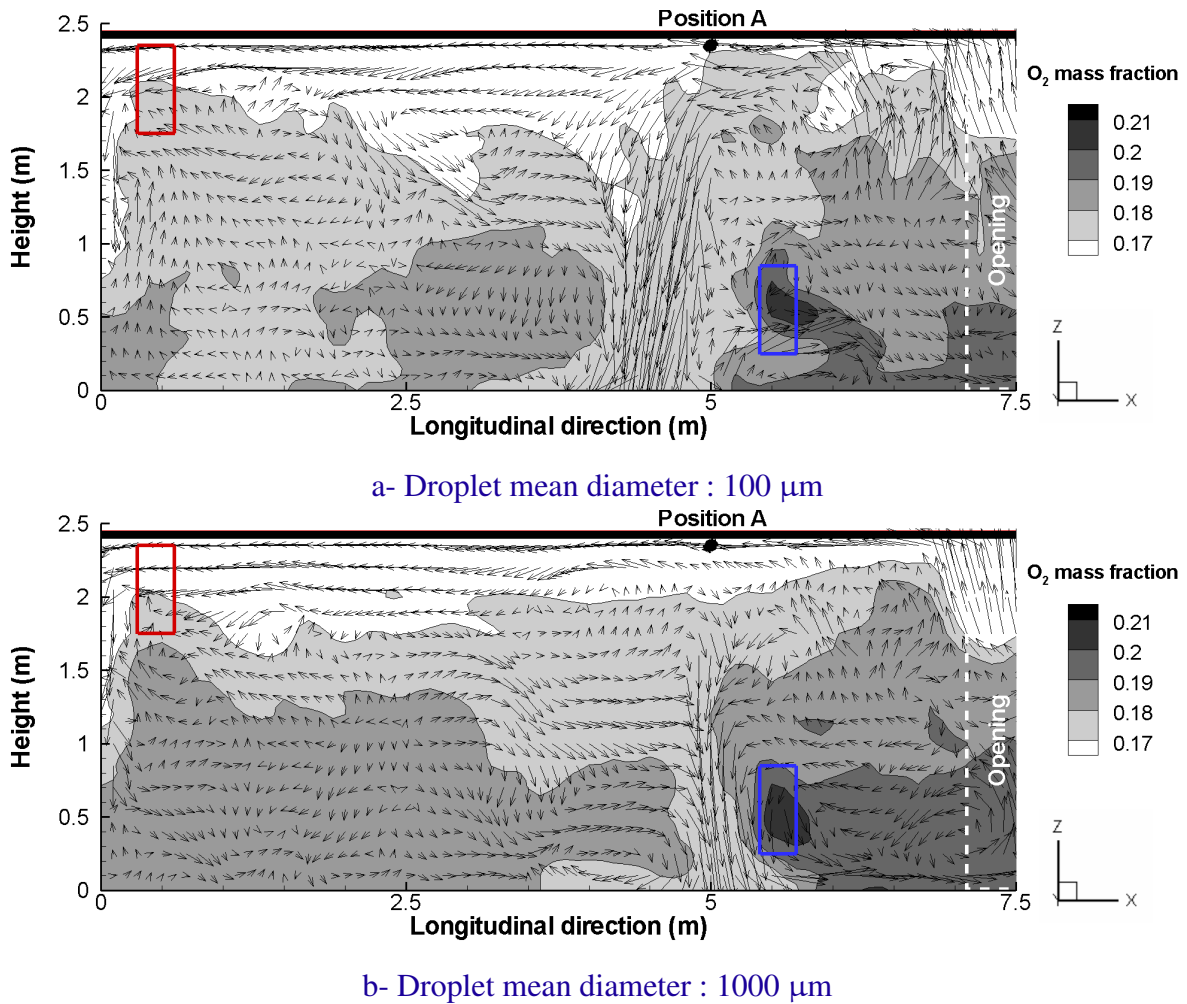 Position A
2.5
2
1.5
1
0.5
0
Height (m)
0 2.5 5 7.5
Longitudinal direction (m)
Opening
O2 mass fraction
0.21
0.2
0.19
0.18
0.17
Z
Y X
a- Droplet mean diameter : 100 μm
Position A
2.5
2
1.5
1
0.5
0
Height (m)
0 2.5 5 7.5
Longitudinal direction (m)
Opening
O2 mass fraction
0.21
0.2
0.19
0.18
0.17
Z
Y X
b- Droplet mean diameter : 1000 μm